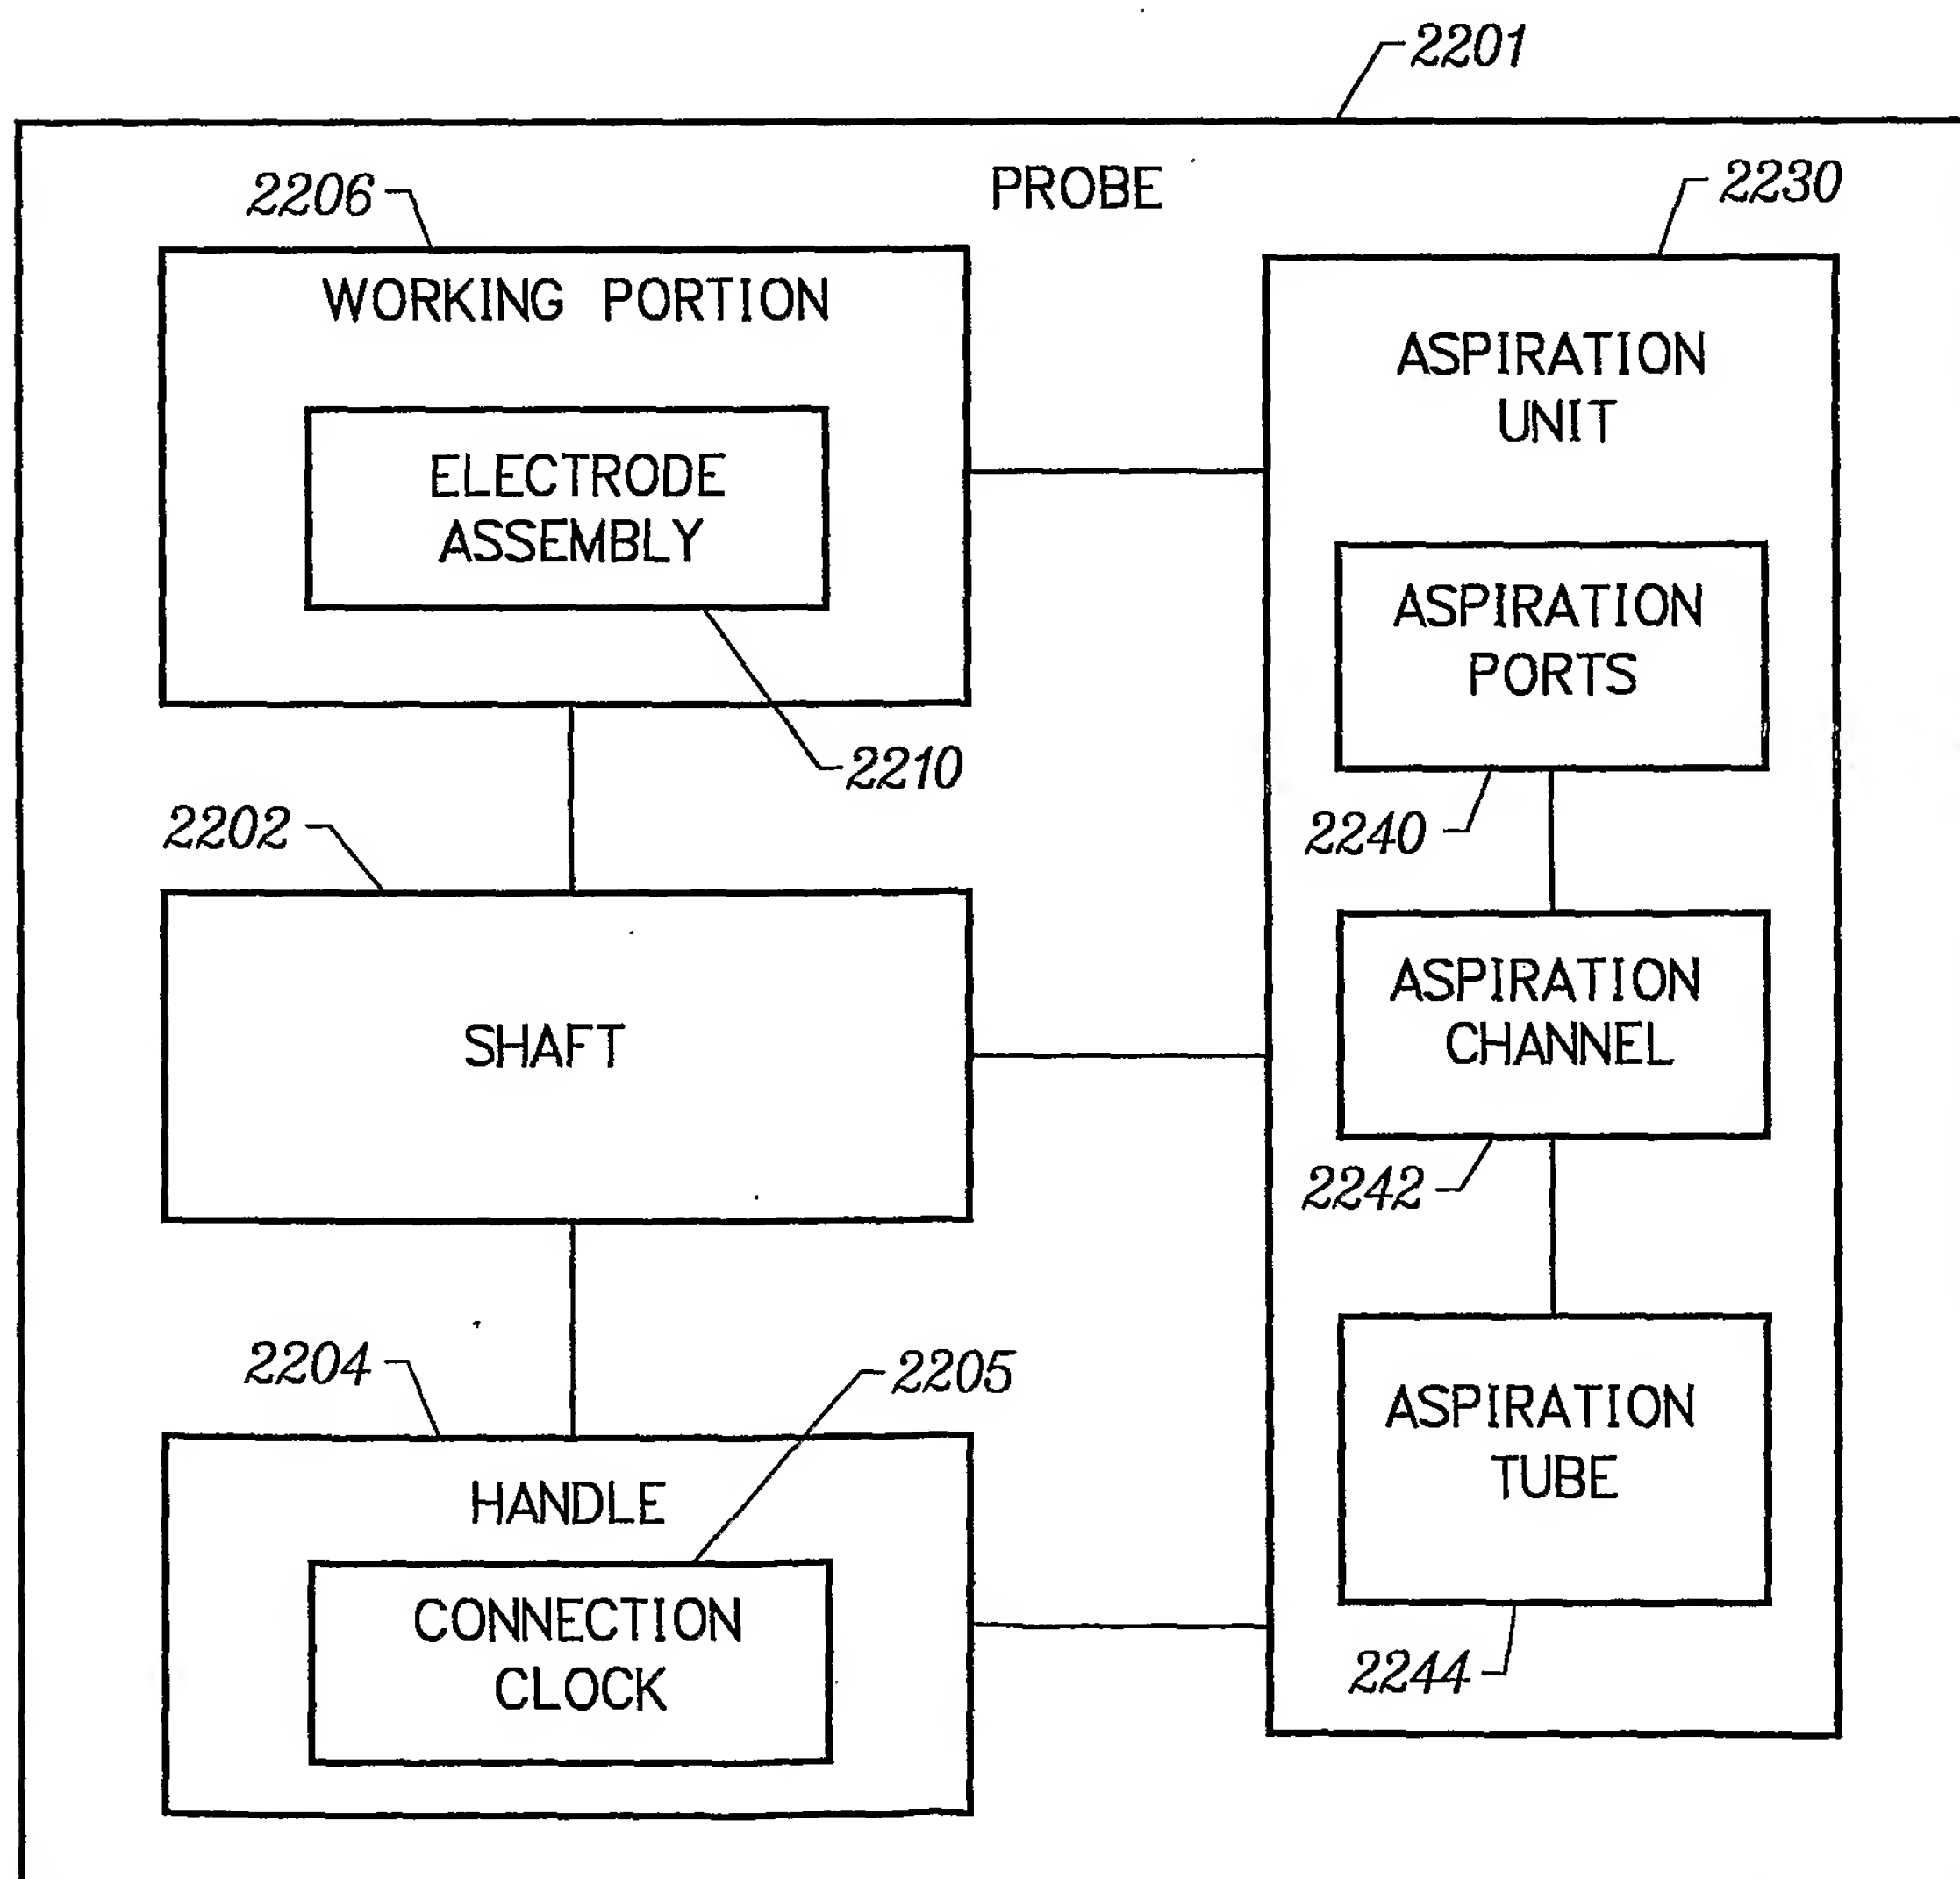 2201
PROBE
2206
2230
WORKING PORTION
ASPIRATION
UNIT
ELECTRODE
ASSEMBLY
ASPIRATION
PORTS
2210
2240
2202
ASPIRATION
CHANNEL
SHAFT
2242
2204
2205
ASPIRATION
TUBE
HANDLE
CONNECTION
CLOCK
2244